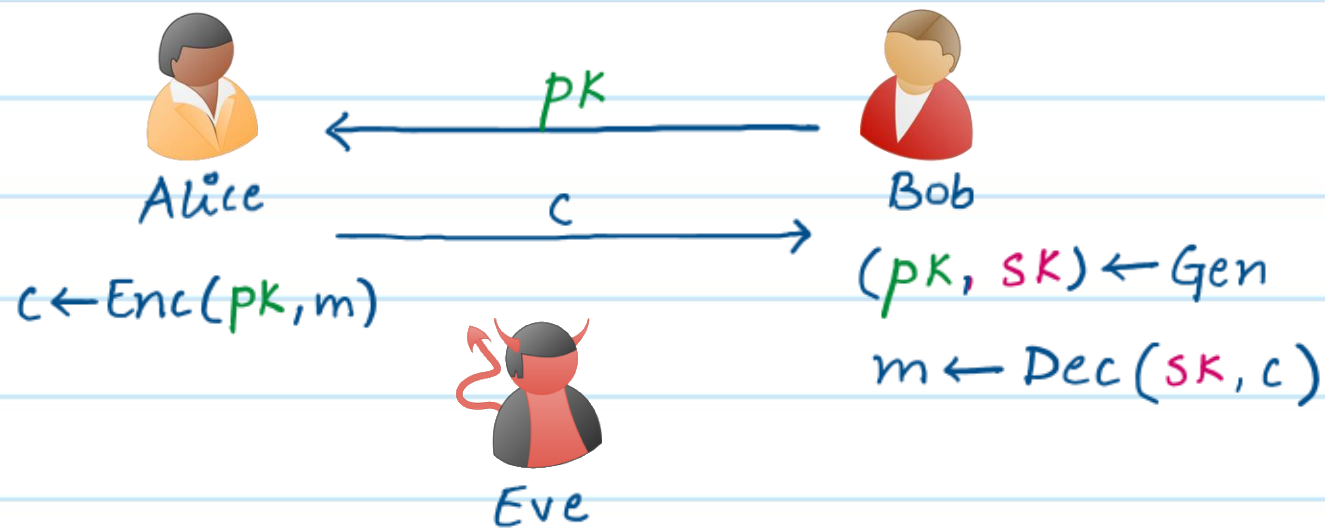 pk
Alice
Bob
c
(pk, sk) ← Gen
c ← Enc(pk, m)
m ← Dec(sk, c)
Eve